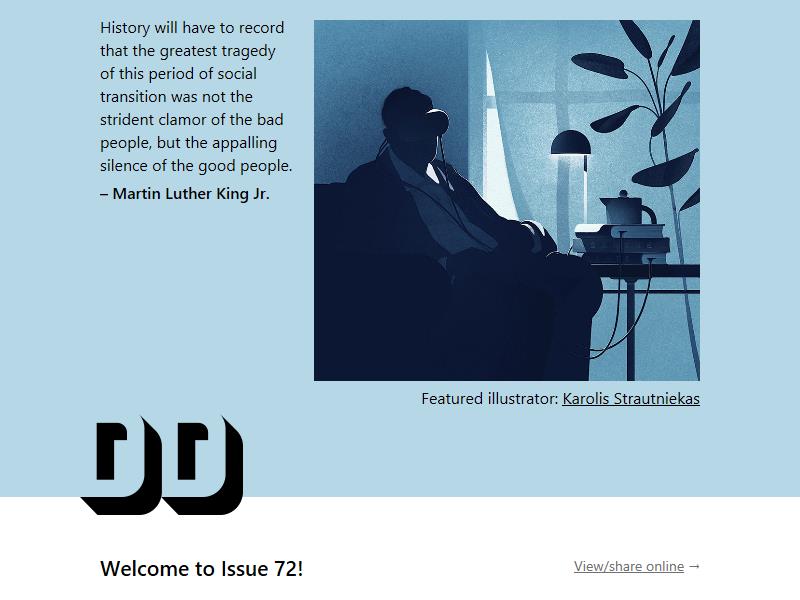 History will have to record
that the greatest tragedy
of this period of social
transition was not the
strident clamor of the bad
people, but the appalling
silence of the good people.
– Martin Luther King Jr.
Featured illustrator: Karolis Strautniekas
DD
Welcome to Issue 72!
View/share online →